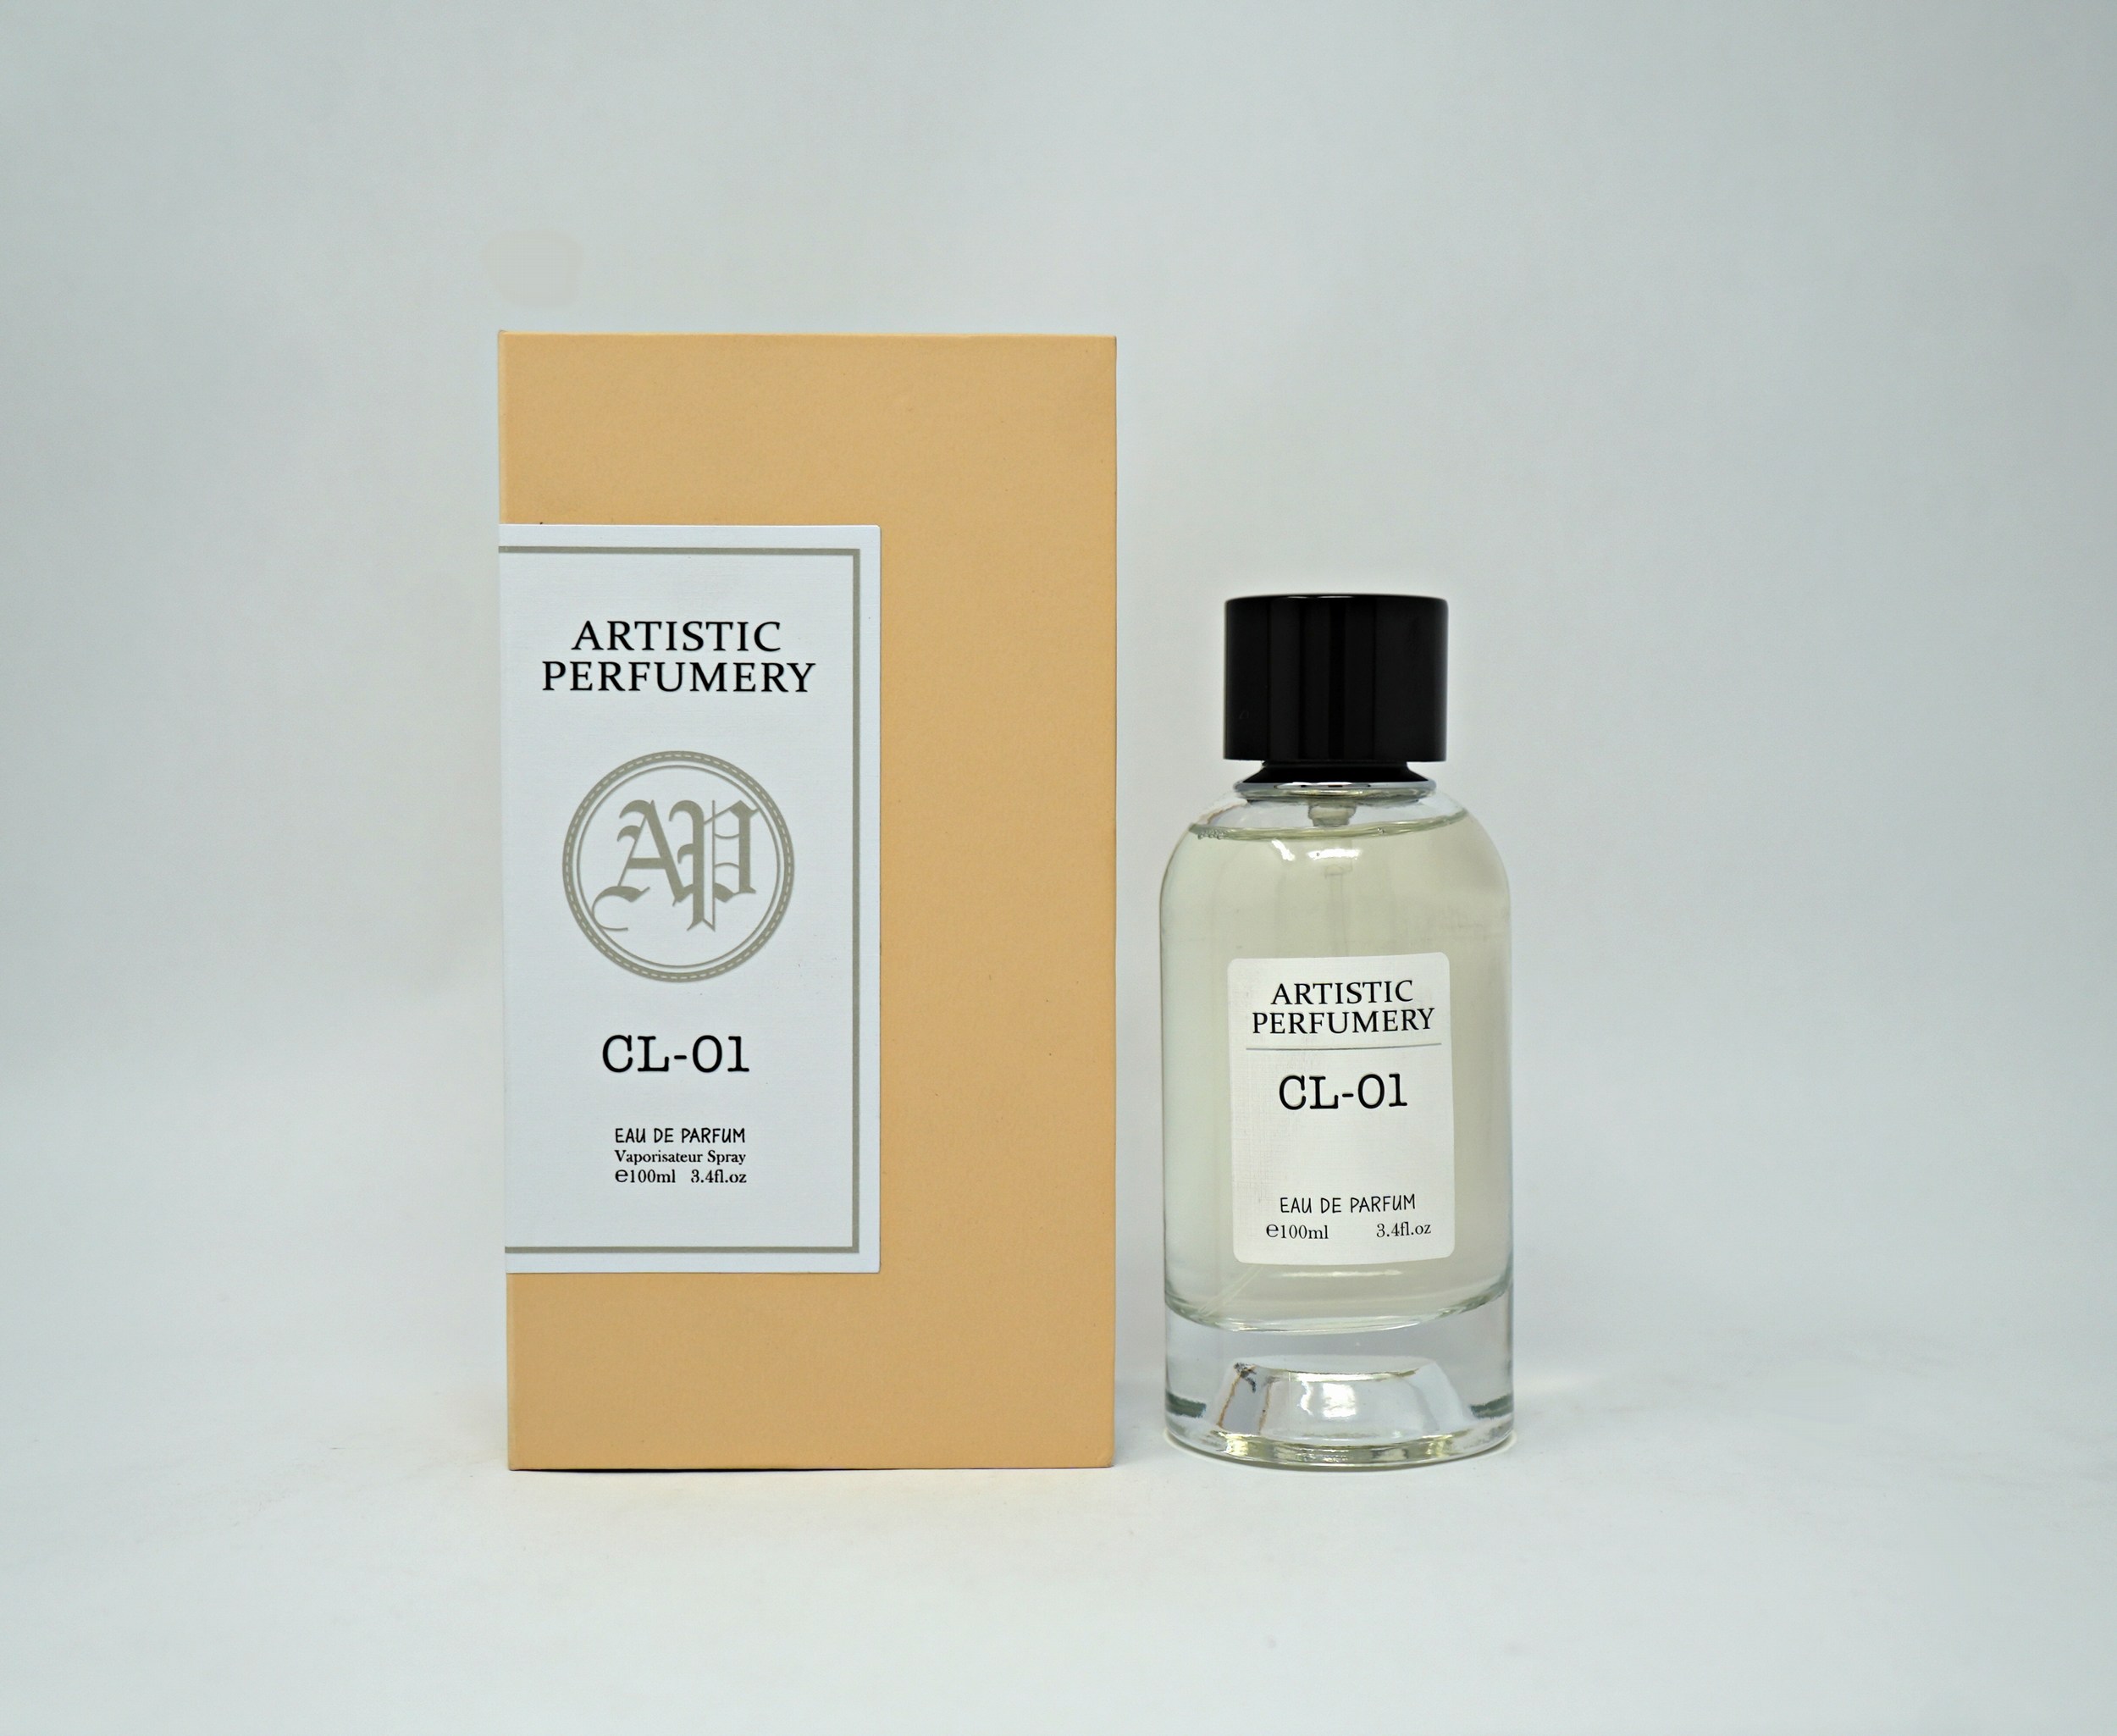 ARTISTIC
PERFUMERY
AP
CL-01
EAU DE PARFUM
Vaporisateur Spray
℮100ml 3.4fl.oz
ARTISTIC
PERFUMERY
CL-01
EAU DE PARFUM
℮100ml 3.4fl.oz